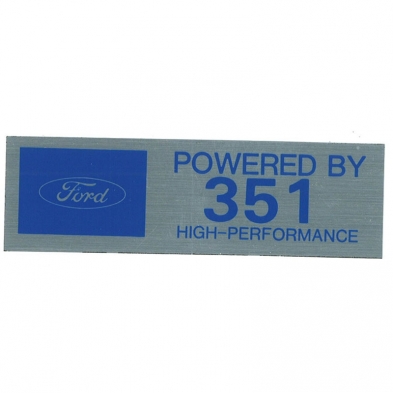 Ford
POWERED BY
351
HIGH-PERFORMANCE